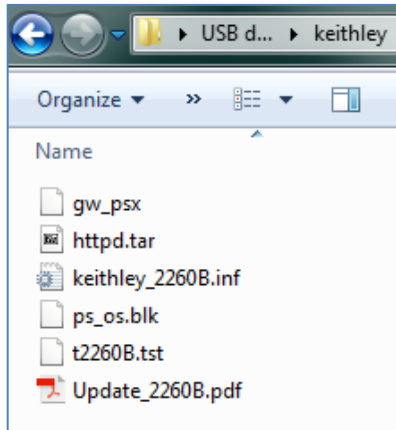 USB d... keithley
Organize »
Name
gw_psx
httpd.tar
keithley_2260B.inf
ps_os.blk
t2260B.tst
Update_2260B.pdf